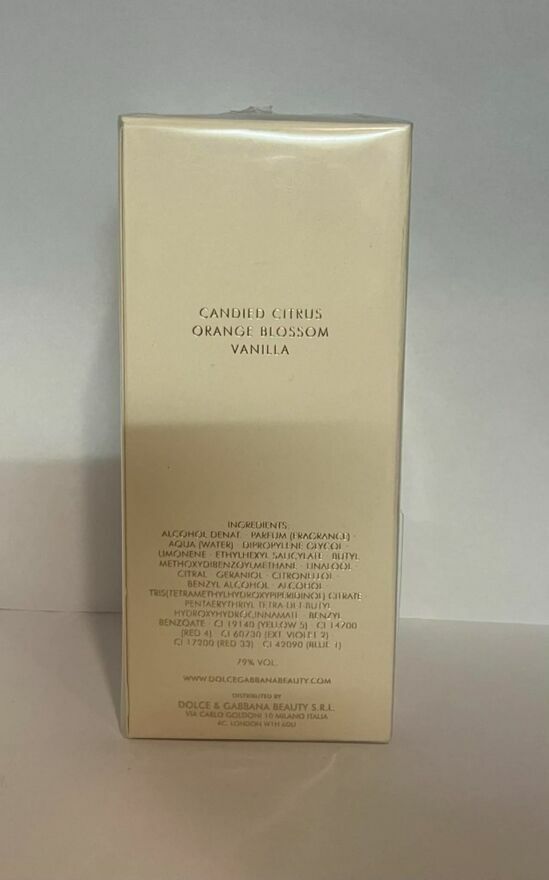 CANDIED CITRUS
ORANGE BLOSSOM
VANILLA
INGREDIENTS:
ALCOHOL DENAT. · PARFUM (FRAGRANCE) ·
AQUA (WATER) · DIPROPYLENE GLYCOL ·
LIMONENE · ETHYLHEXYL SALICYLATE · BUTYL
METHOXYDIBENZOYLMETHANE · LINALOOL ·
CITRAL · GERANIOL · CITRONELLOL ·
BENZYL ALCOHOL · ALCOHOL ·
TRIS(TETRAMETHYLHYDROXYPIPERIDINOL) CITRATE
PENTAERYTHRITYL TETRA-DI-T-BUTYL
HYDROXYHYDROCINNAMATE · BENZYL
BENZOATE · CI 19140 (YELLOW 5) · CI 14700
(RED 4) · CI 60730 (EXT. VIOLET 2)
CI 17200 (RED 33) · CI 42090 (BLUE 1)
79% VOL.
WWW.DOLCEGABBANABEAUTY.COM
DISTRIBUTED BY
DOLCE & GABBANA BEAUTY S.R.L.
VIA CARLO GOLDONI 10 MILANO ITALIA
LONDON W1H